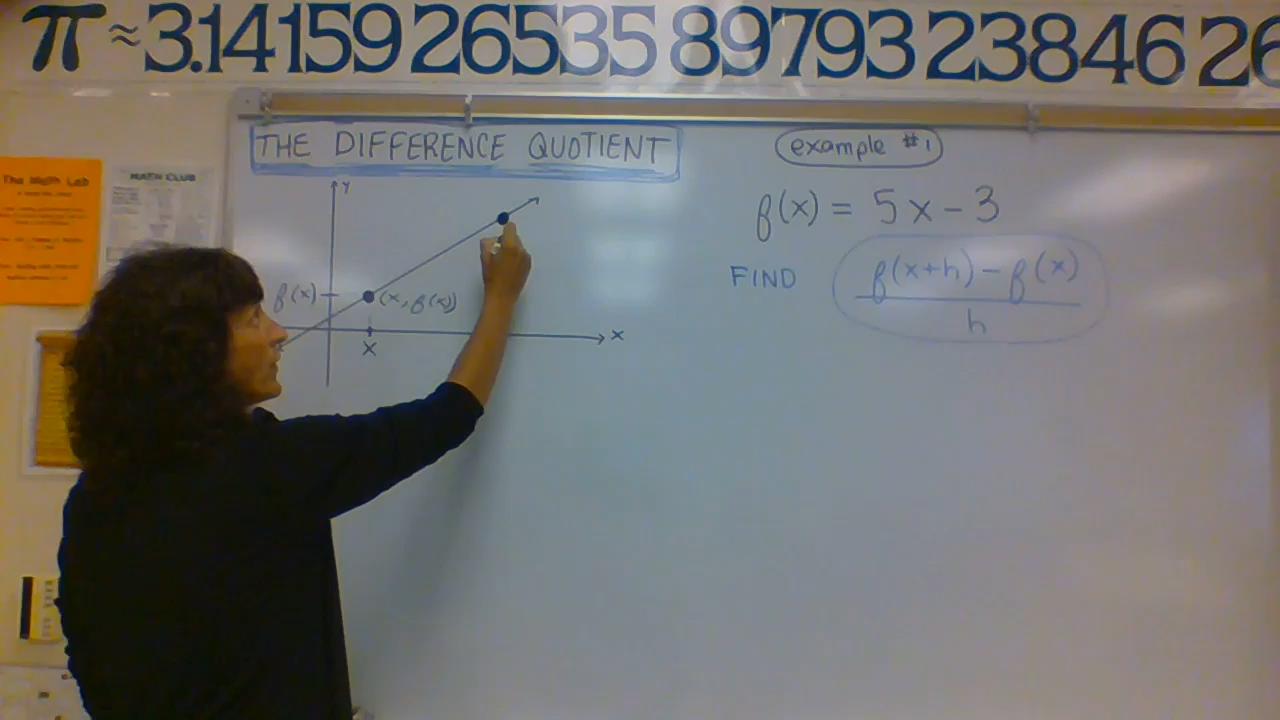 π ≈ 3.14159 26535 89793 23846 26
THE DIFFERENCE QUOTIENT
example #1
The Math Lab
MATH CLUB
y
f(x) = 5x - 3
FIND f(x+h) - f(x)
h
f(x)
(x, f(x))
x
x